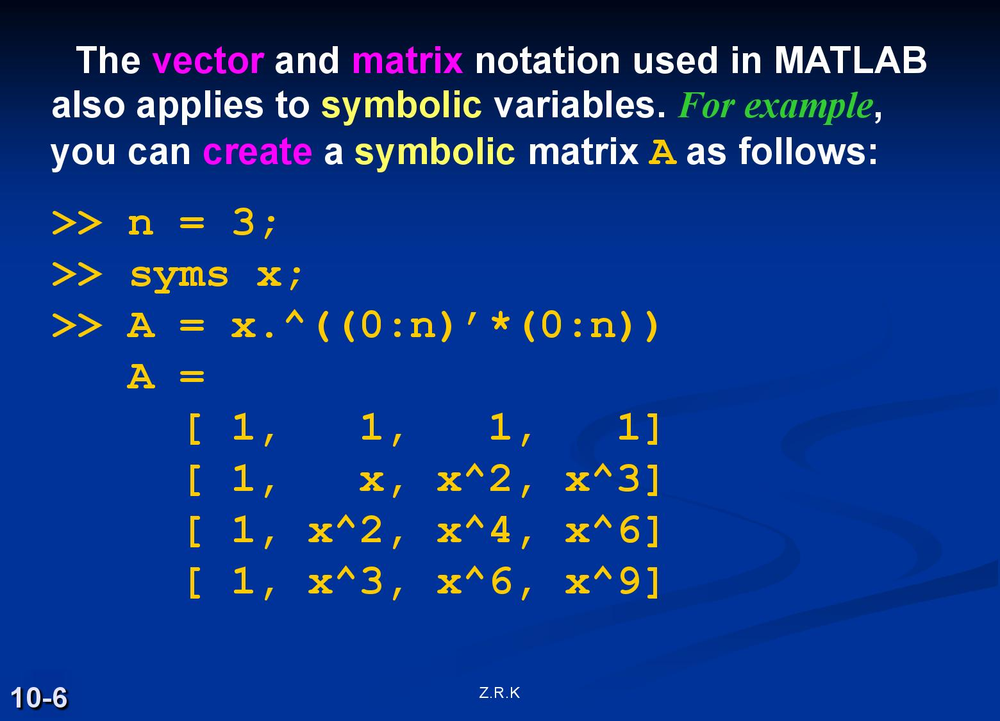 The vector and matrix notation used in MATLAB
also applies to symbolic variables. For example,
you can create a symbolic matrix A as follows:
>> n = 3;
>> syms x;
>> A = x.^((0:n)’*(0:n))
A =
[ 1,   1,   1,   1]
[ 1,   x, x^2, x^3]
[ 1, x^2, x^4, x^6]
[ 1, x^3, x^6, x^9]
10-6
Z.R.K